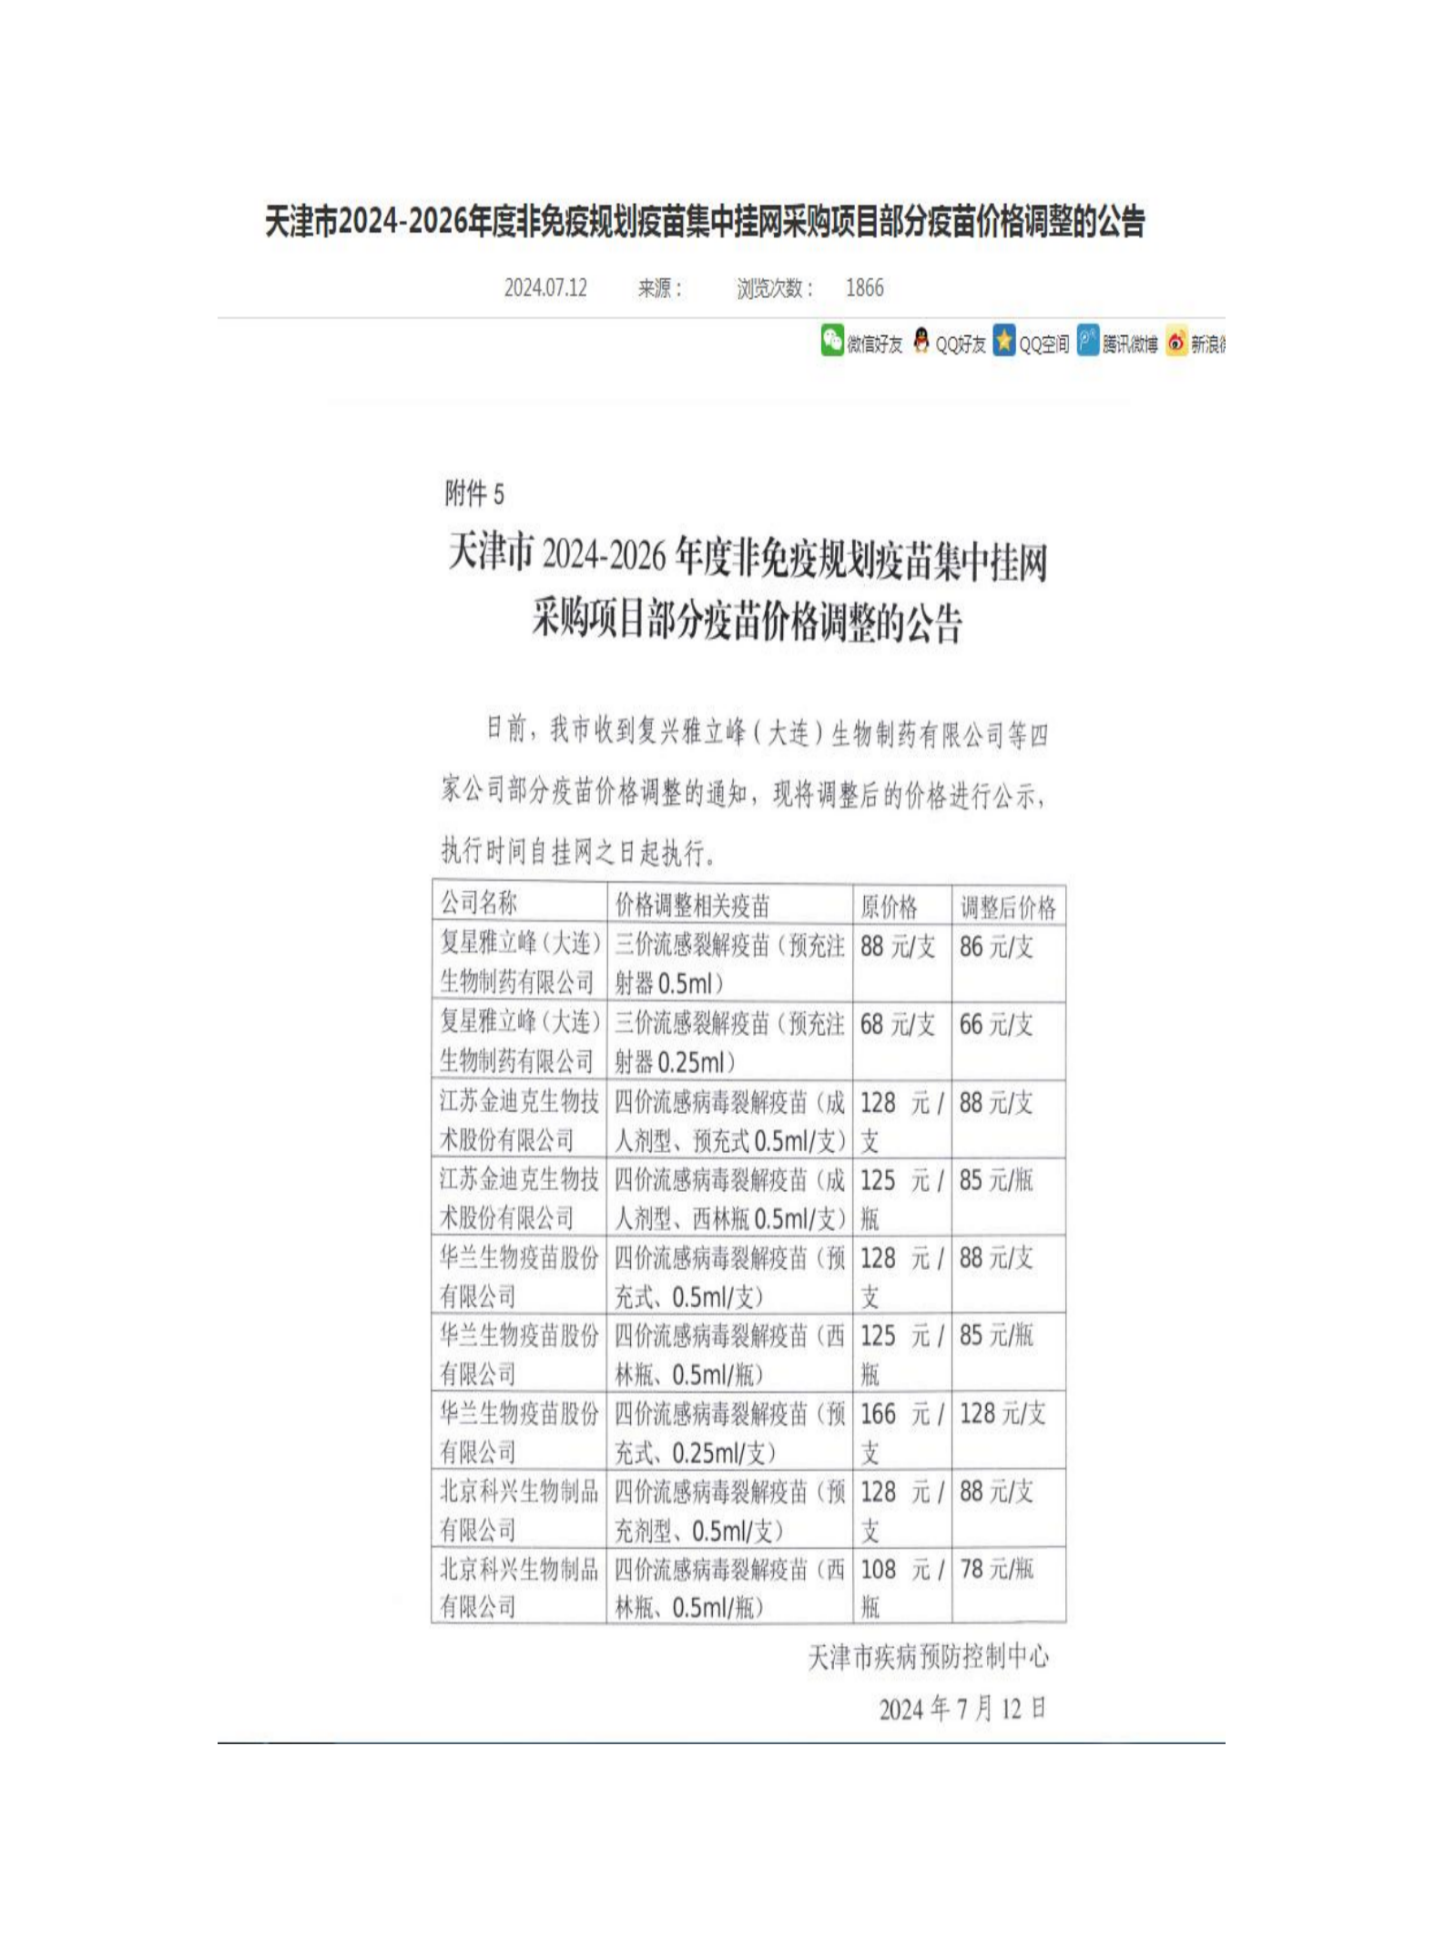 天津市2024-2026年度非免疫规划疫苗集中挂网采购项目部分疫苗价格调整的公告
2024.07.12 来源： 浏览次数： 1866
微信好友 QQ好友 QQ空间 腾讯微博 新浪微
附件 5
天津市 2024-2026 年度非免疫规划疫苗集中挂网
采购项目部分疫苗价格调整的公告
日前，我市收到复兴雅立峰（大连）生物制药有限公司等四
家公司部分疫苗价格调整的通知，现将调整后的价格进行公示，
执行时间自挂网之日起执行。
公司名称 价格调整相关疫苗 原价格 调整后价格
复星雅立峰（大连） 三价流感裂解疫苗（预充注 88 元/支 86 元/支
生物制药有限公司 射器 0.5ml）
复星雅立峰（大连） 三价流感裂解疫苗（预充注 68 元/支 66 元/支
生物制药有限公司 射器 0.25ml）
江苏金迪克生物技 四价流感病毒裂解疫苗（成 128 元/ 88 元/支
术股份有限公司 人剂型、预充式 0.5ml/支） 支
江苏金迪克生物技 四价流感病毒裂解疫苗（成 125 元/ 85 元/瓶
术股份有限公司 人剂型、西林瓶 0.5ml/支） 瓶
华兰生物疫苗股份 四价流感病毒裂解疫苗（预 128 元/ 88 元/支
有限公司 充式、0.5ml/支） 支
华兰生物疫苗股份 四价流感病毒裂解疫苗（西 125 元/ 85 元/瓶
有限公司 林瓶、0.5ml/瓶） 瓶
华兰生物疫苗股份 四价流感病毒裂解疫苗（预 166 元/ 128 元/支
有限公司 充式、0.25ml/支） 支
北京科兴生物制品 四价流感病毒裂解疫苗（预 128 元/ 88 元/支
有限公司 充剂型、0.5ml/支） 支
北京科兴生物制品 四价流感病毒裂解疫苗（西 108 元/ 78 元/瓶
有限公司 林瓶、0.5ml/瓶） 瓶
天津市疾病预防控制中心
2024 年 7 月 12 日